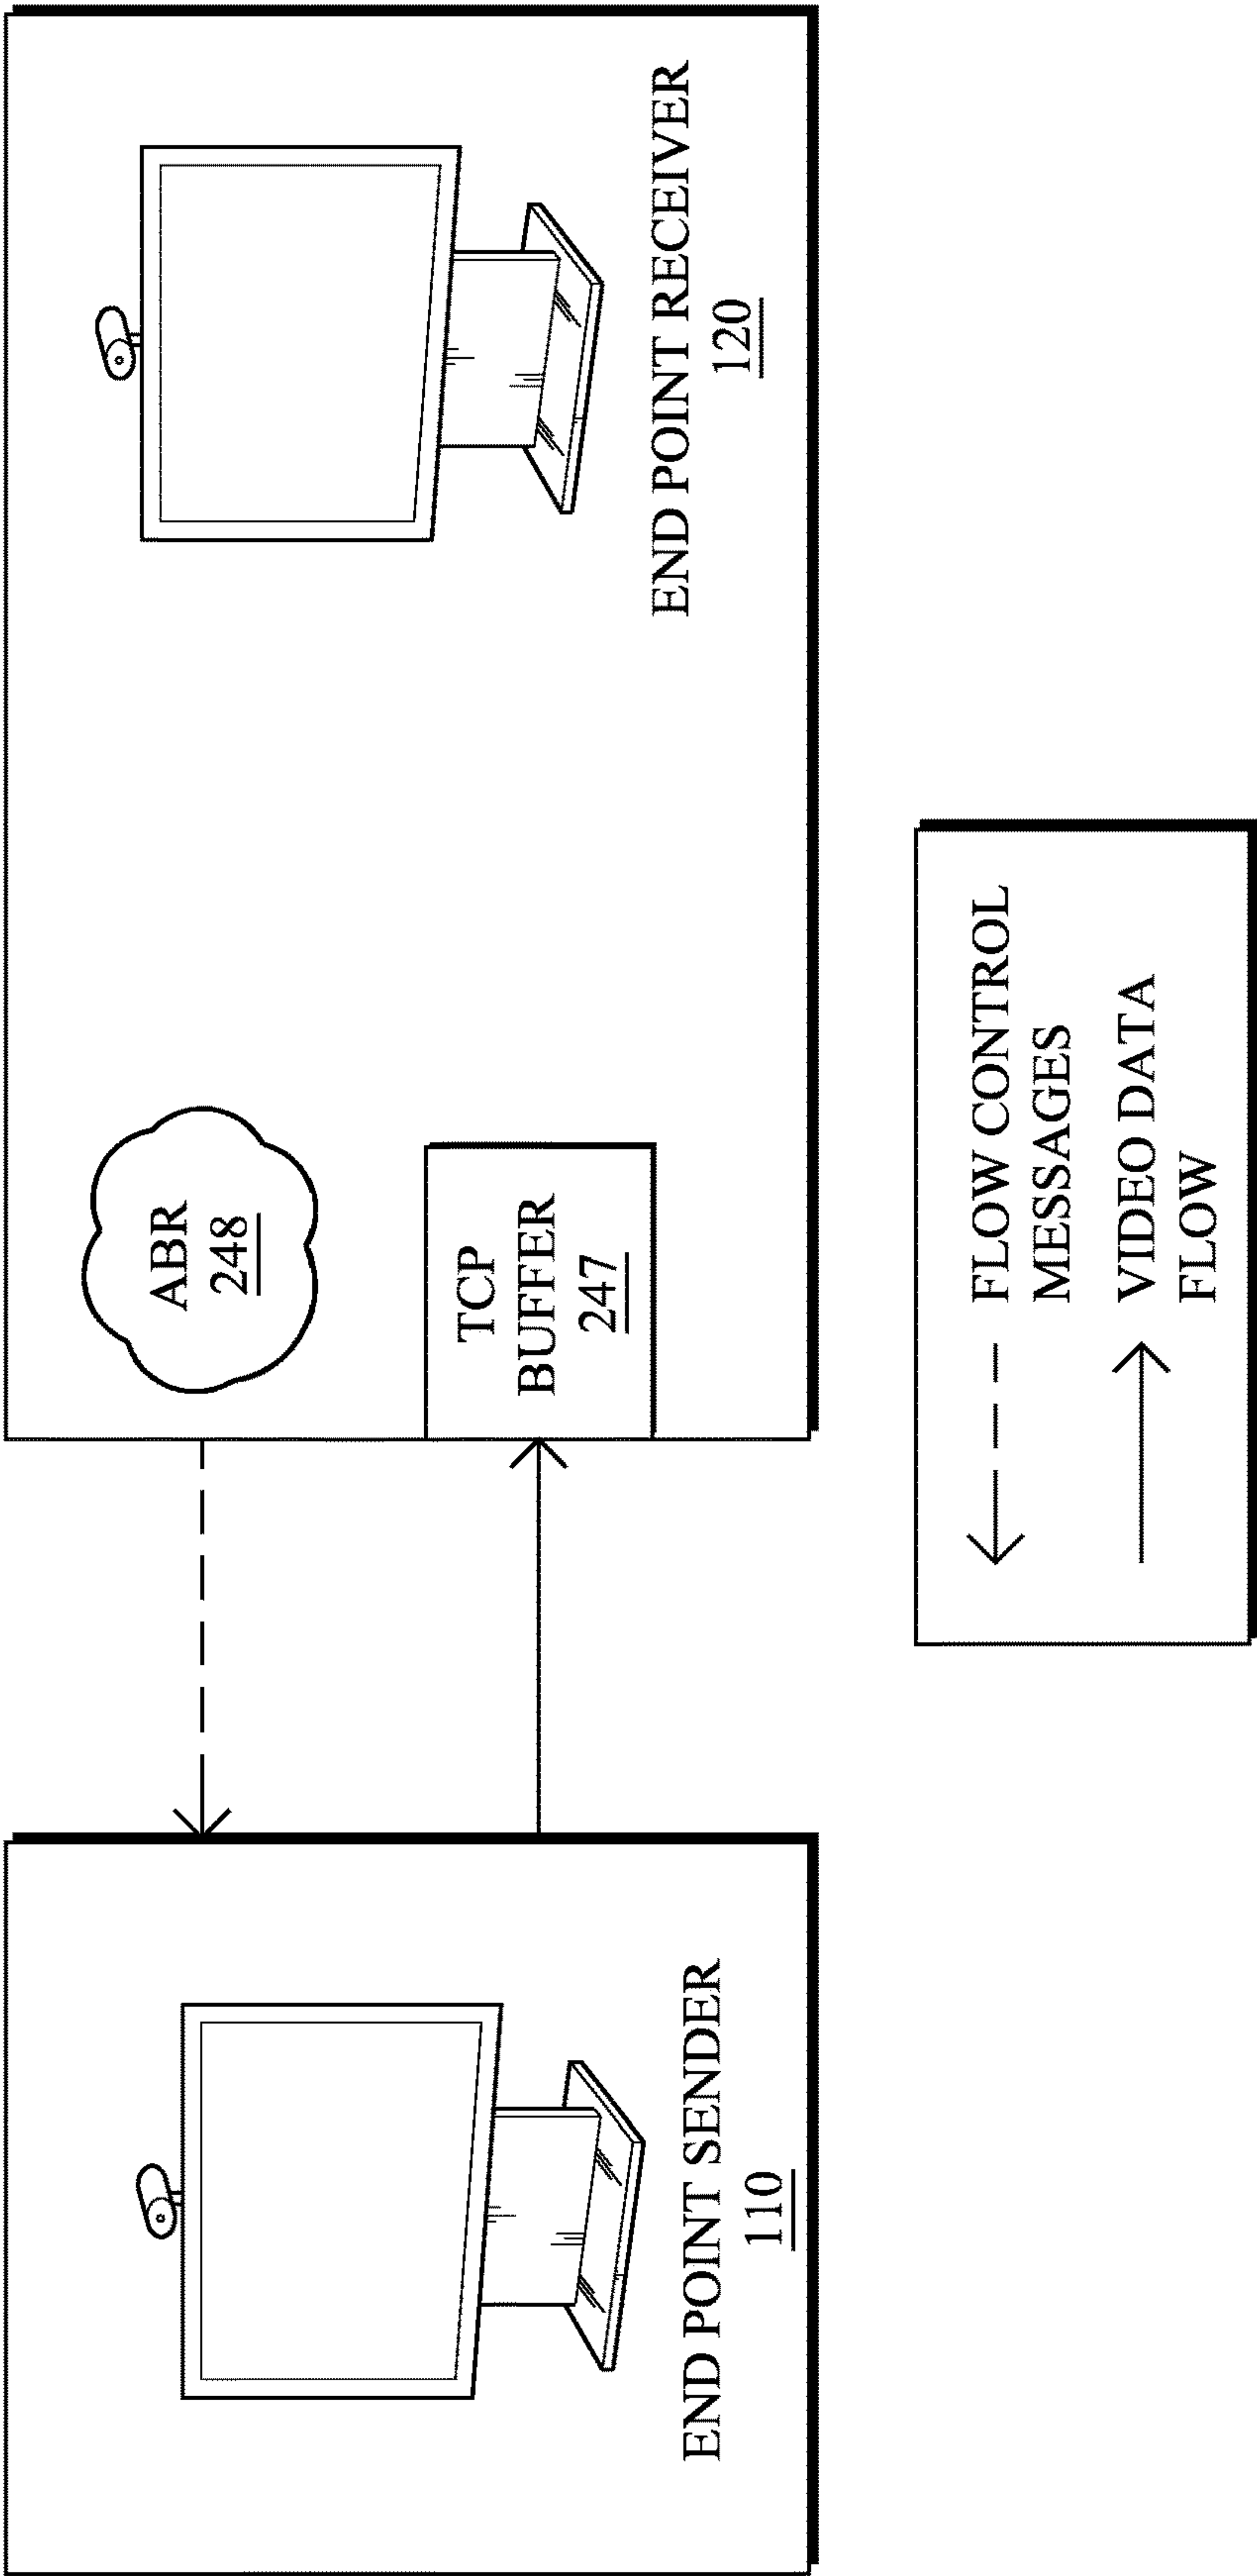 END POINT SENDER
110
ABR
248
TCP
BUFFER
247
END POINT RECEIVER
120
FLOW CONTROL
MESSAGES
VIDEO DATA
FLOW